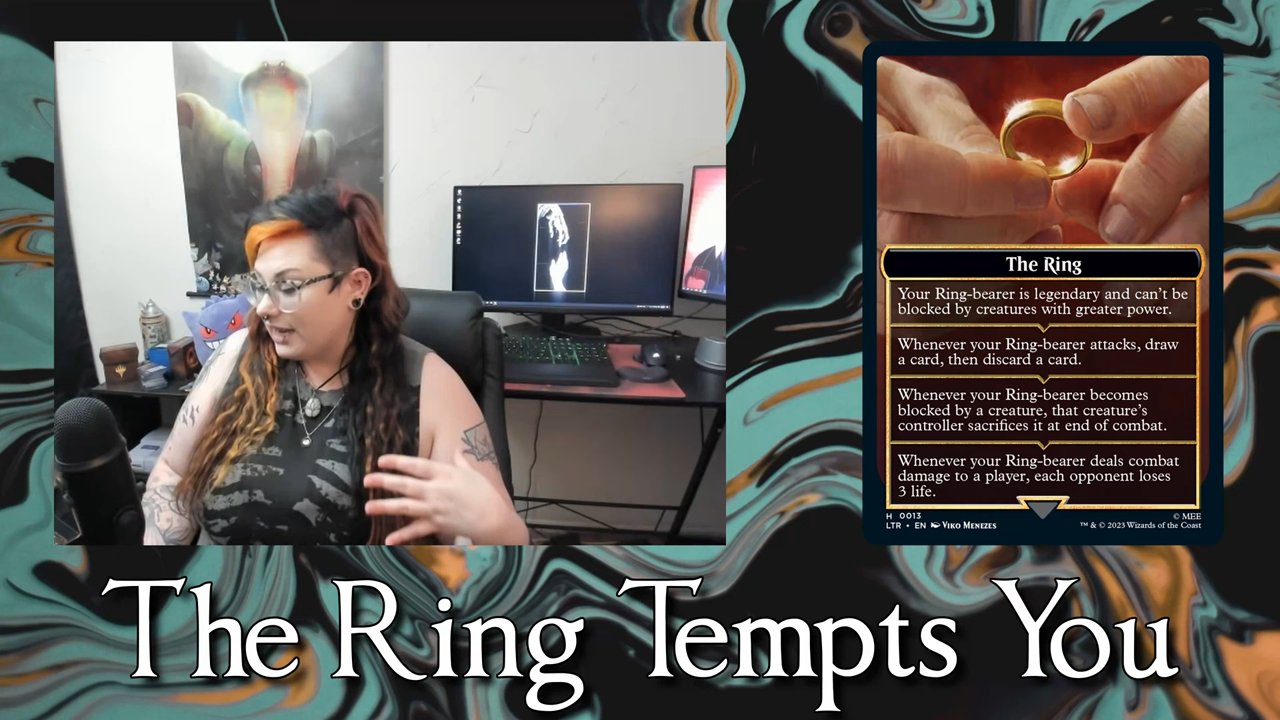 The Ring
Your Ring-bearer is legendary and can't be
blocked by creatures with greater power.
Whenever your Ring-bearer attacks, draw
a card, then discard a card.
Whenever your Ring-bearer becomes
blocked by a creature, that creature's
controller sacrifices it at end of combat.
Whenever your Ring-bearer deals combat
damage to a player, each opponent loses
3 life.
H 0013
LTR • EN Viko Menezes
© MEE
™ & © 2023 Wizards of the Coast
The Ring Tempts You